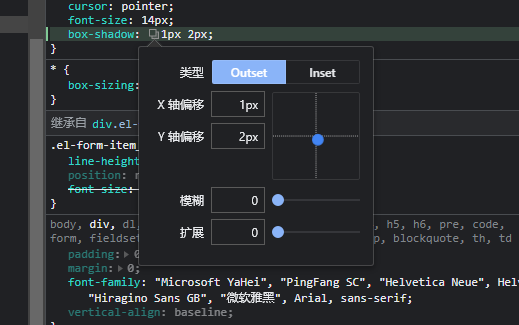 cursor: pointer;
font-size: 14px;
box-shadow: 1px 2px;
}
* {
box-sizing:
}
类型 Outset Inset
X 轴偏移 1px
Y 轴偏移 2px
模糊 0
扩展 0
继承自 div.el-
.el-form-item_
line-height
position:
font-size:
}
body, div, dl, h5, h6, pre, code,
form, fieldset blockquote, th, td
padding: 0
margin: 0;
font-family: "Microsoft YaHei", "PingFang SC", "Helvetica Neue", Helv
"Hiragino Sans GB", "微软雅黑", Arial, sans-serif;
vertical-align: baseline;
}